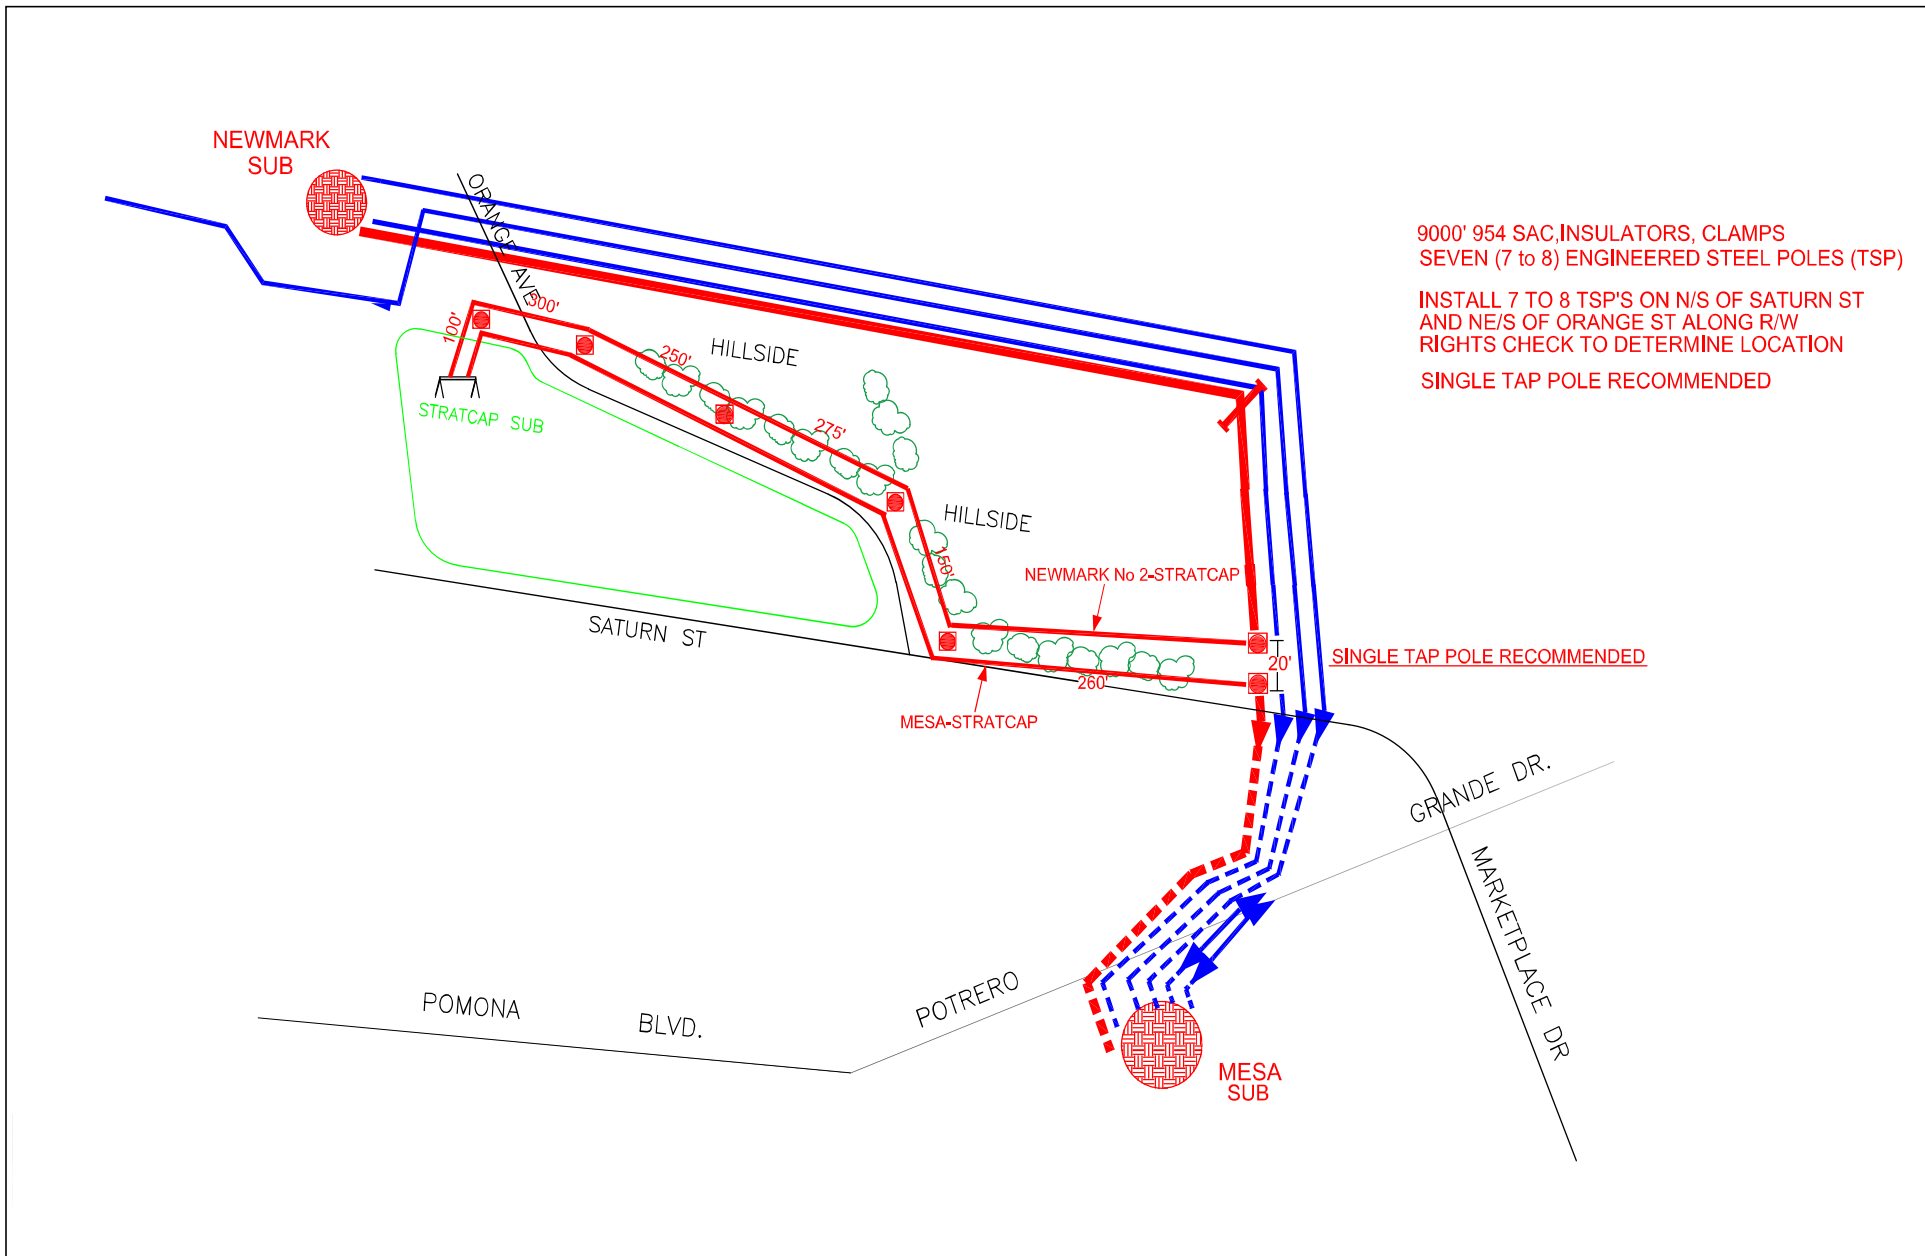 NEWMARK
SUB
ORANGE AVE
9000' 954 SAC,INSULATORS, CLAMPS
SEVEN (7 to 8) ENGINEERED STEEL POLES (TSP)
INSTALL 7 TO 8 TSP'S ON N/S OF SATURN ST
AND NE/S OF ORANGE ST ALONG R/W
RIGHTS CHECK TO DETERMINE LOCATION
SINGLE TAP POLE RECOMMENDED
300'
100'
HILLSIDE
250'
STRATCAP SUB
275'
HILLSIDE
150'
NEWMARK No 2-STRATCAP
SATURN ST
20'
SINGLE TAP POLE RECOMMENDED
260'
MESA-STRATCAP
GRANDE DR.
MARKETPLACE DR
POTRERO
POMONA BLVD.
MESA
SUB